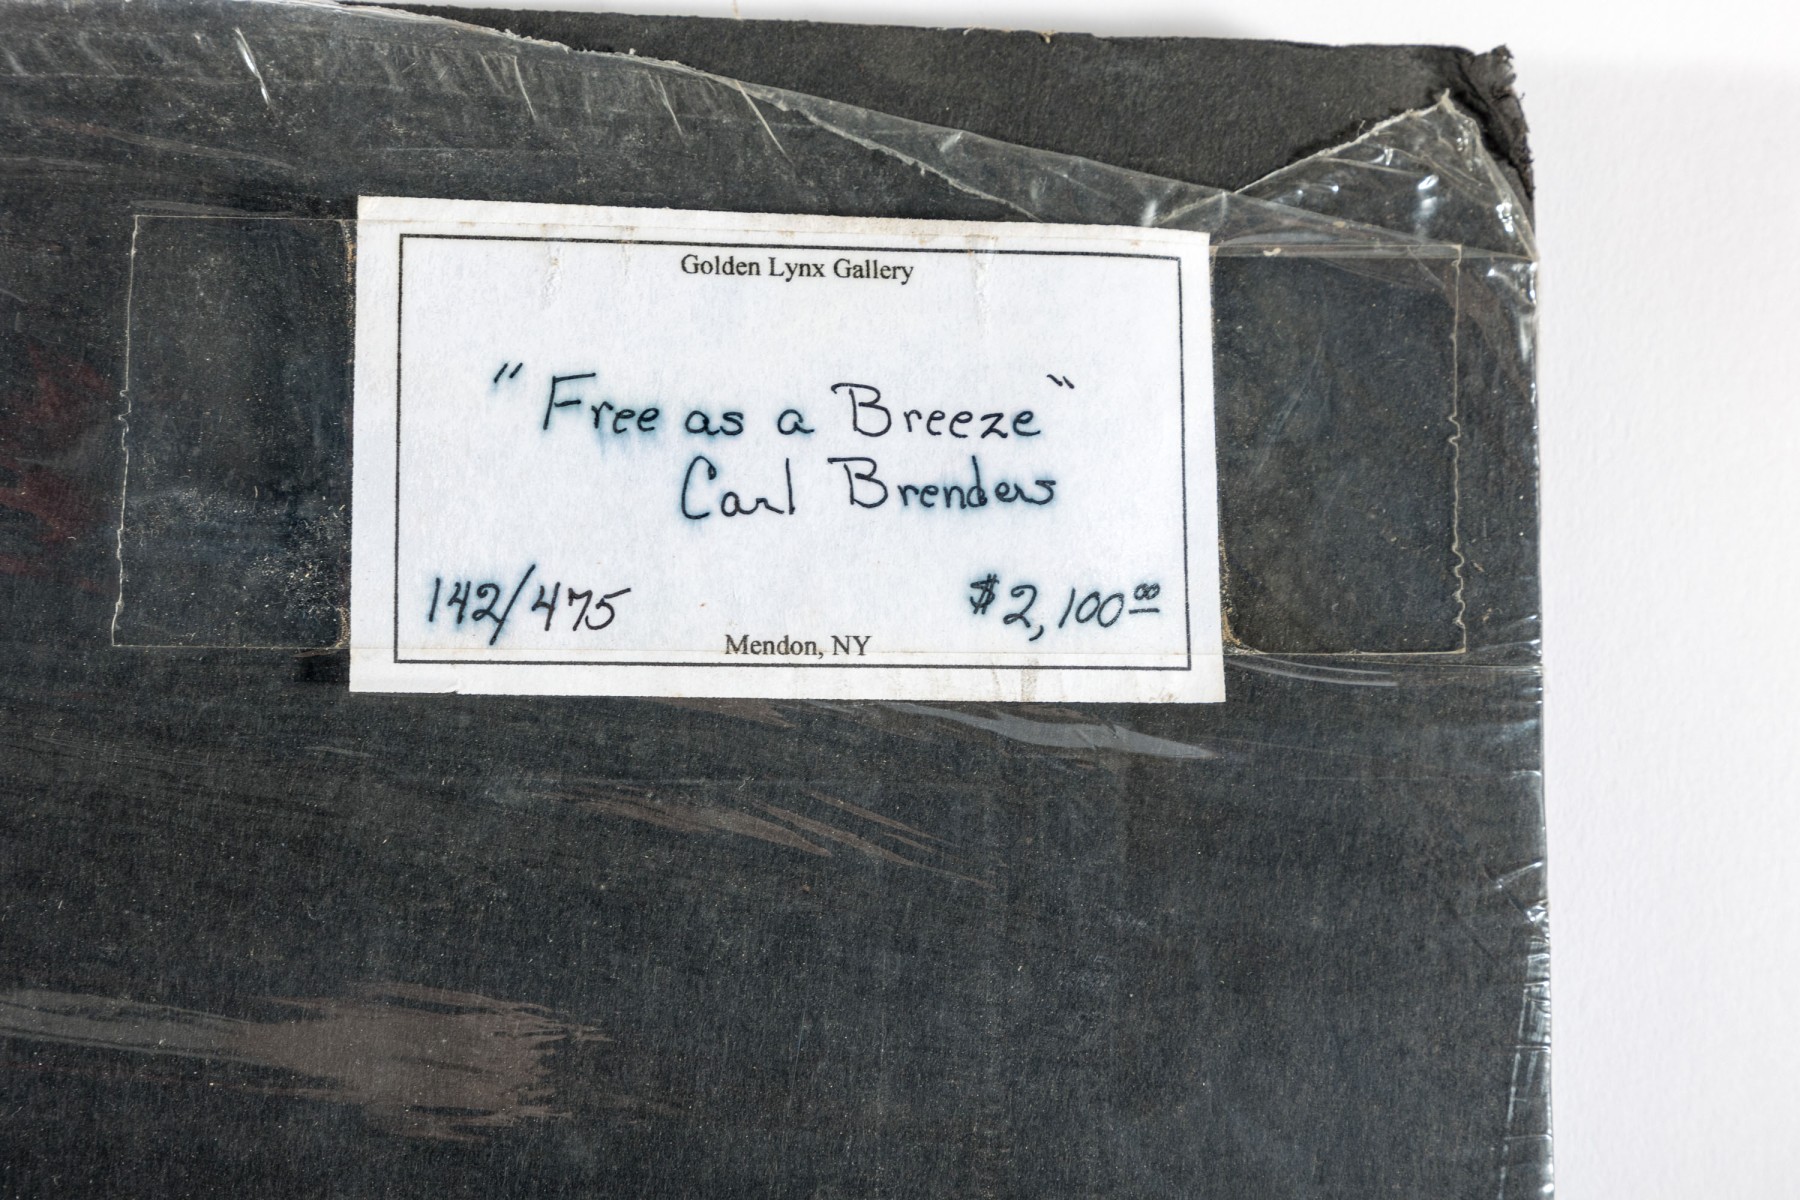 Golden Lynx Gallery
"Free as a Breeze"
Carl Brenders
142/475 $2,100.00
Mendon, NY